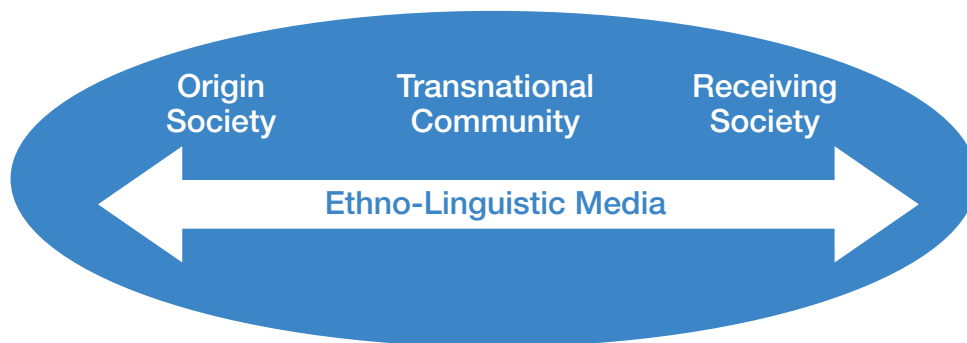 Origin
Society
Transnational
Community
Receiving
Society
Ethno-Linguistic Media